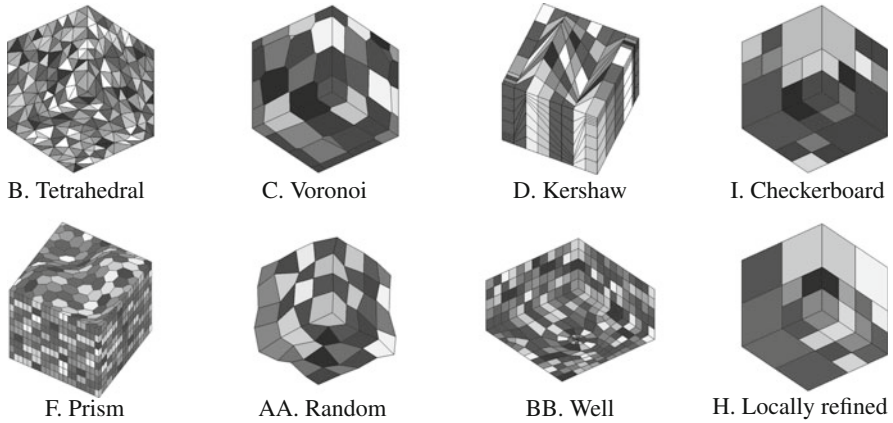 B. Tetrahedral
C. Voronoi
D. Kershaw
I. Checkerboard
F. Prism
AA. Random
BB. Well
H. Locally refined